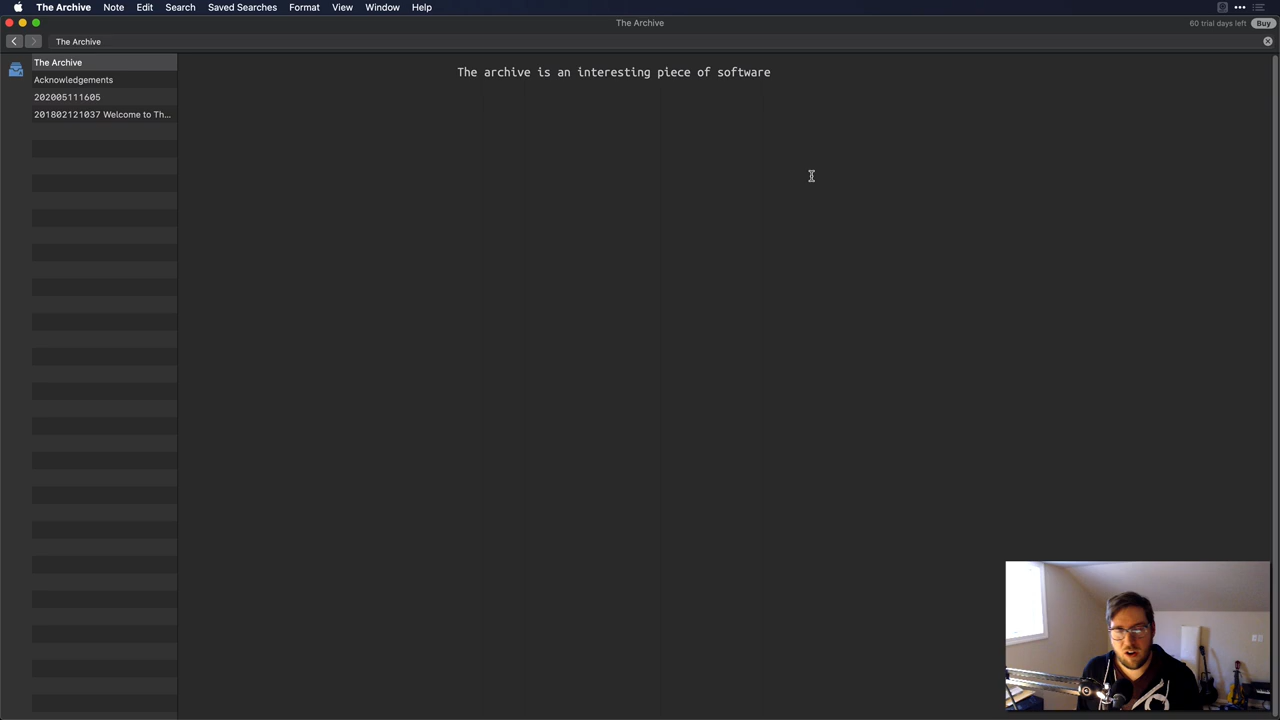 The Archive Note Edit Search Saved Searches Format View Window Help
The Archive
60 trial days left Buy
The Archive
The Archive
Acknowledgements
202005111605
201802121037 Welcome to Th...
The archive is an interesting piece of software